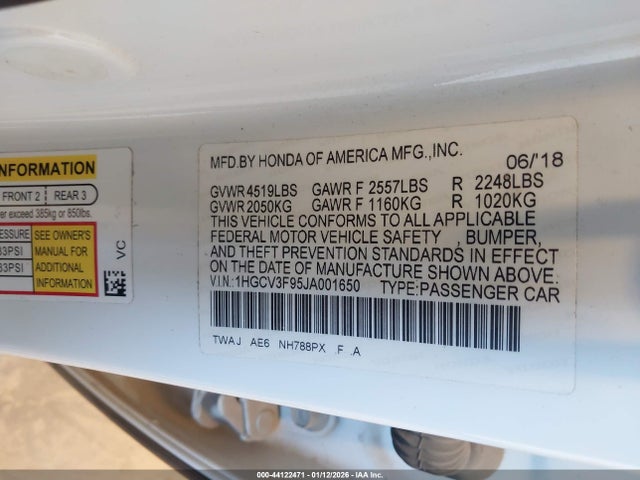 INFORMATION
FRONT 2 REAR 3
er exceed 385kg or 850lbs.
SEE OWNER'S
MANUAL FOR
ADDITIONAL
INFORMATION
33PSI
33PSI
VC
MFD.BY HONDA OF AMERICA MFG.,INC. 06/'18
GVWR 4519LBS GAWR F 2557LBS R 2248LBS
GVWR 2050KG GAWR F 1160KG R 1020KG
THIS VEHICLE CONFORMS TO ALL APPLICABLE
FEDERAL MOTOR VEHICLE SAFETY , BUMPER,
AND THEFT PREVENTION STANDARDS IN EFFECT
ON THE DATE OF MANUFACTURE SHOWN ABOVE.
V.I.N.:1HGCV3F95JA001650 TYPE:PASSENGER CAR
TWAJ AE6 NH788PX F A
000-44122471 - 01/12/2026 - IAA Inc.